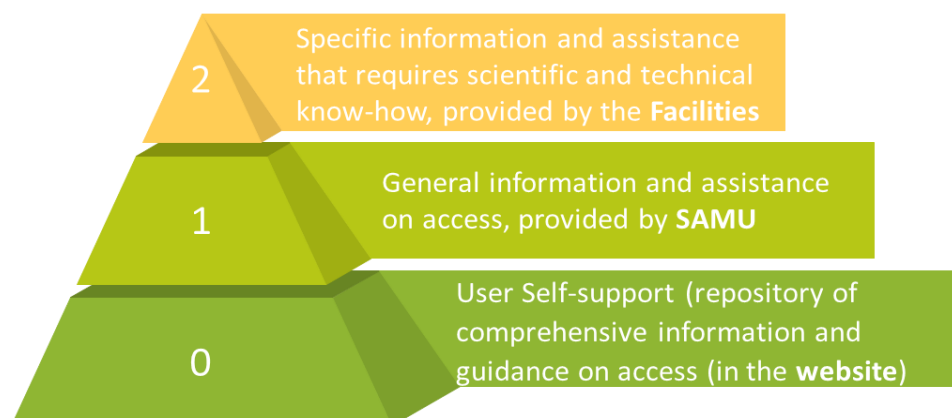 2
Specific information and assistance
that requires scientific and technical
know-how, provided by the Facilities
1
General information and assistance
on access, provided by SAMU
0
User Self-support (repository of
comprehensive information and
guidance on access (in the website)